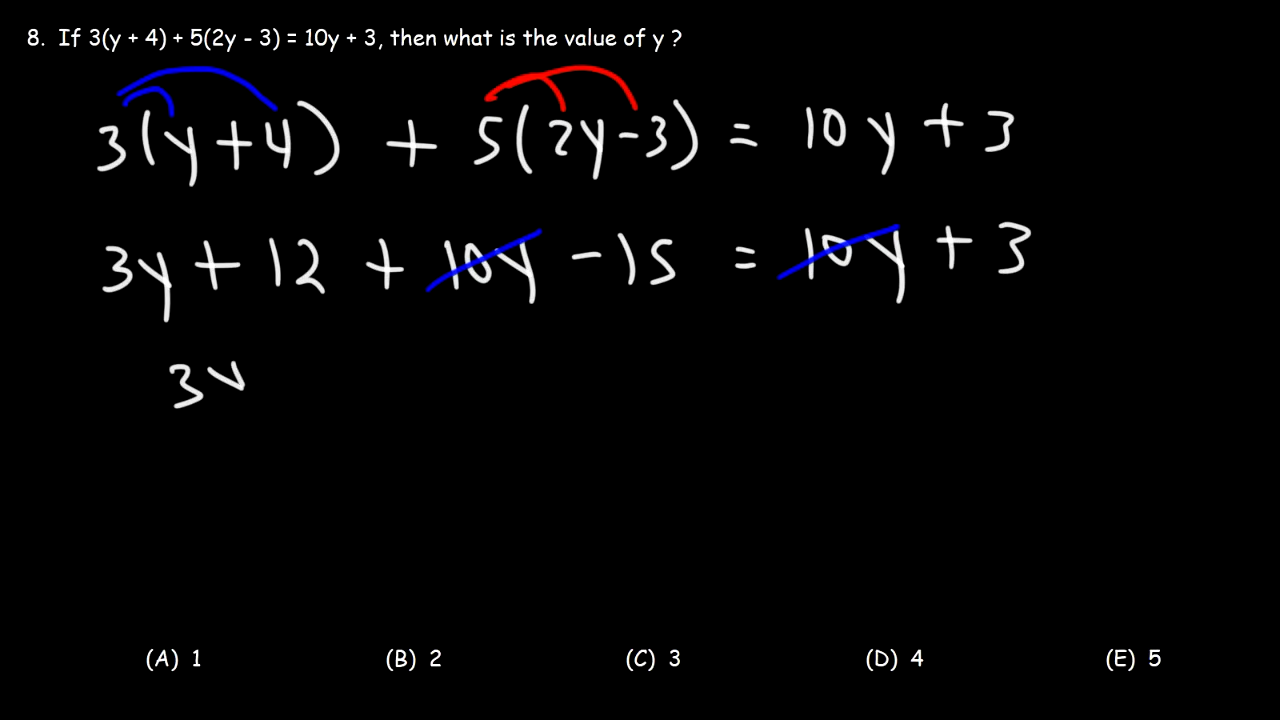 8. If 3(y + 4) + 5(2y - 3) = 10y + 3, then what is the value of y ?
3(y + 4) + 5(2y - 3) = 10y + 3
3y + 12 + 10y - 15 = 10y + 3
3
(A) 1 (B) 2 (C) 3 (D) 4 (E) 5